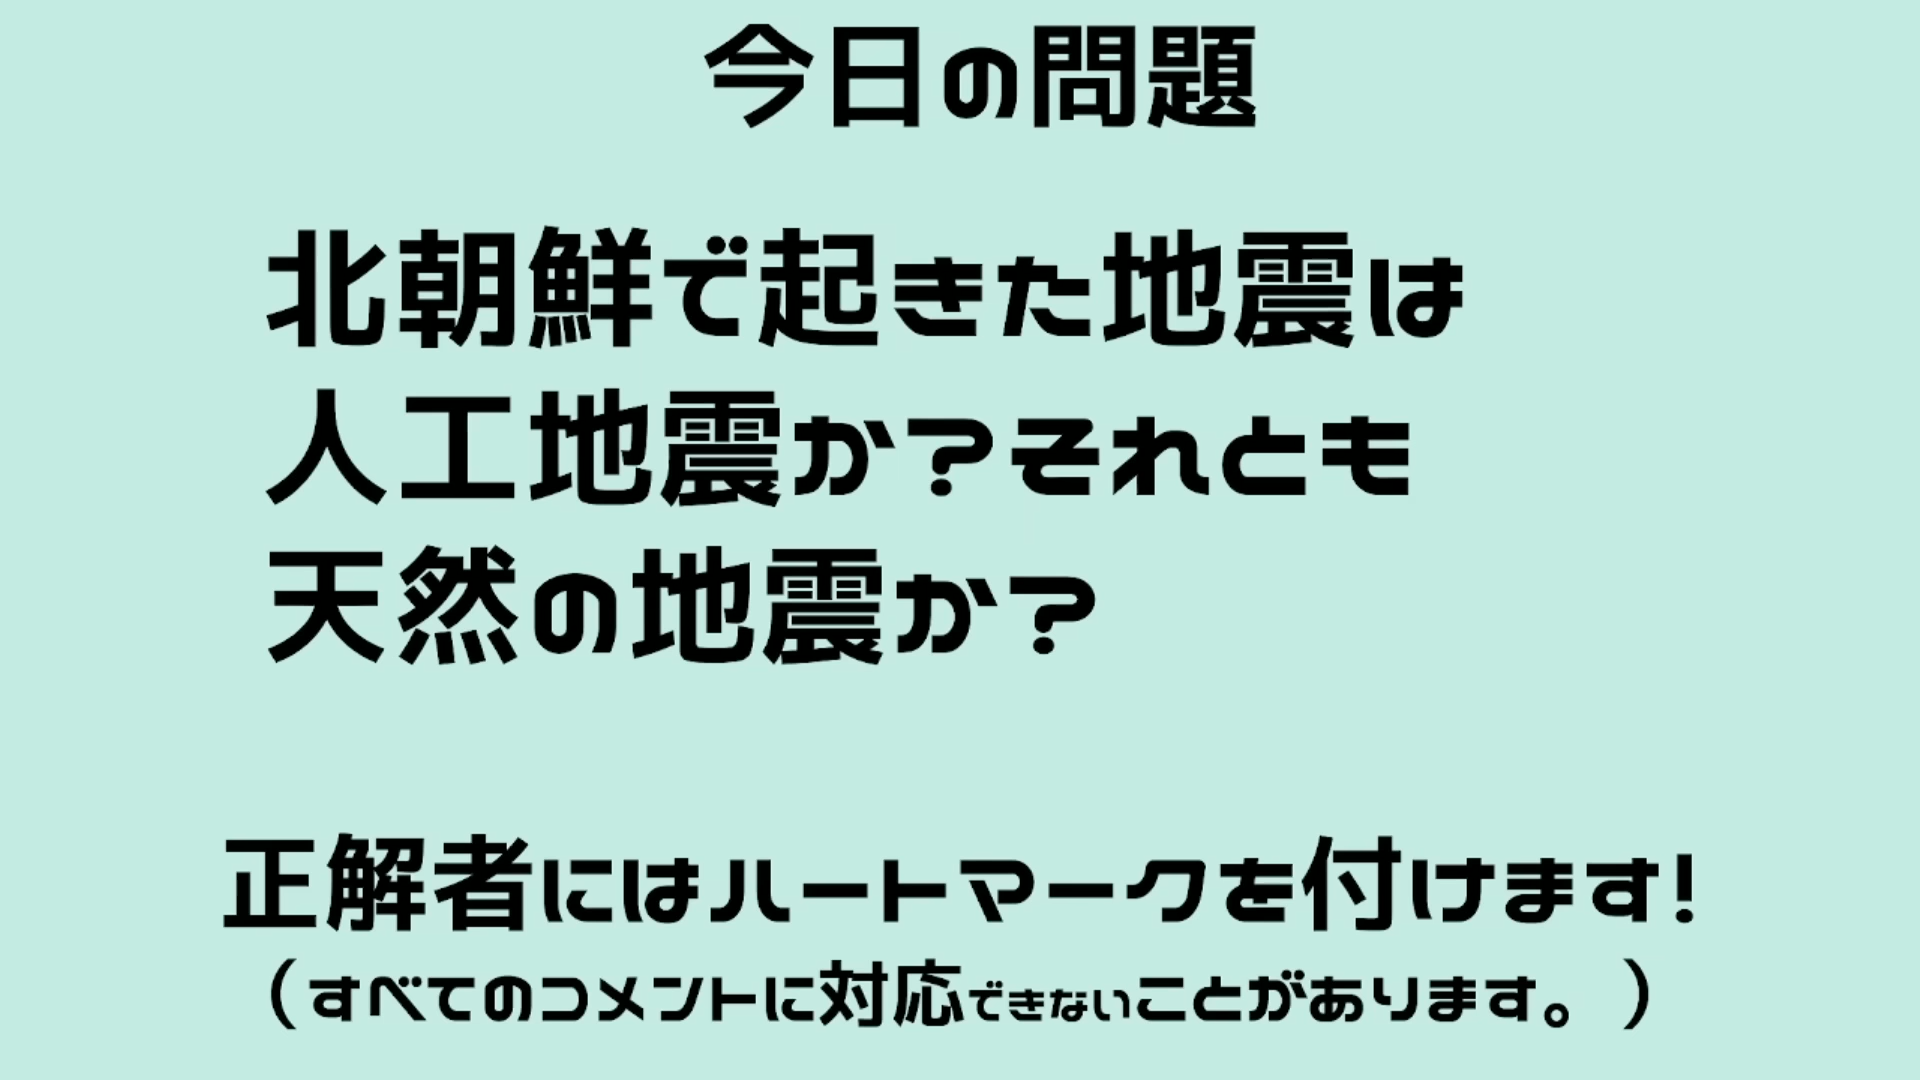 今日の問題
北朝鮮で起きた地震は
人工地震か?それとも
天然の地震か?
正解者にはハートマークを付けます!
(すべてのコメントに対応できないことがあります。)